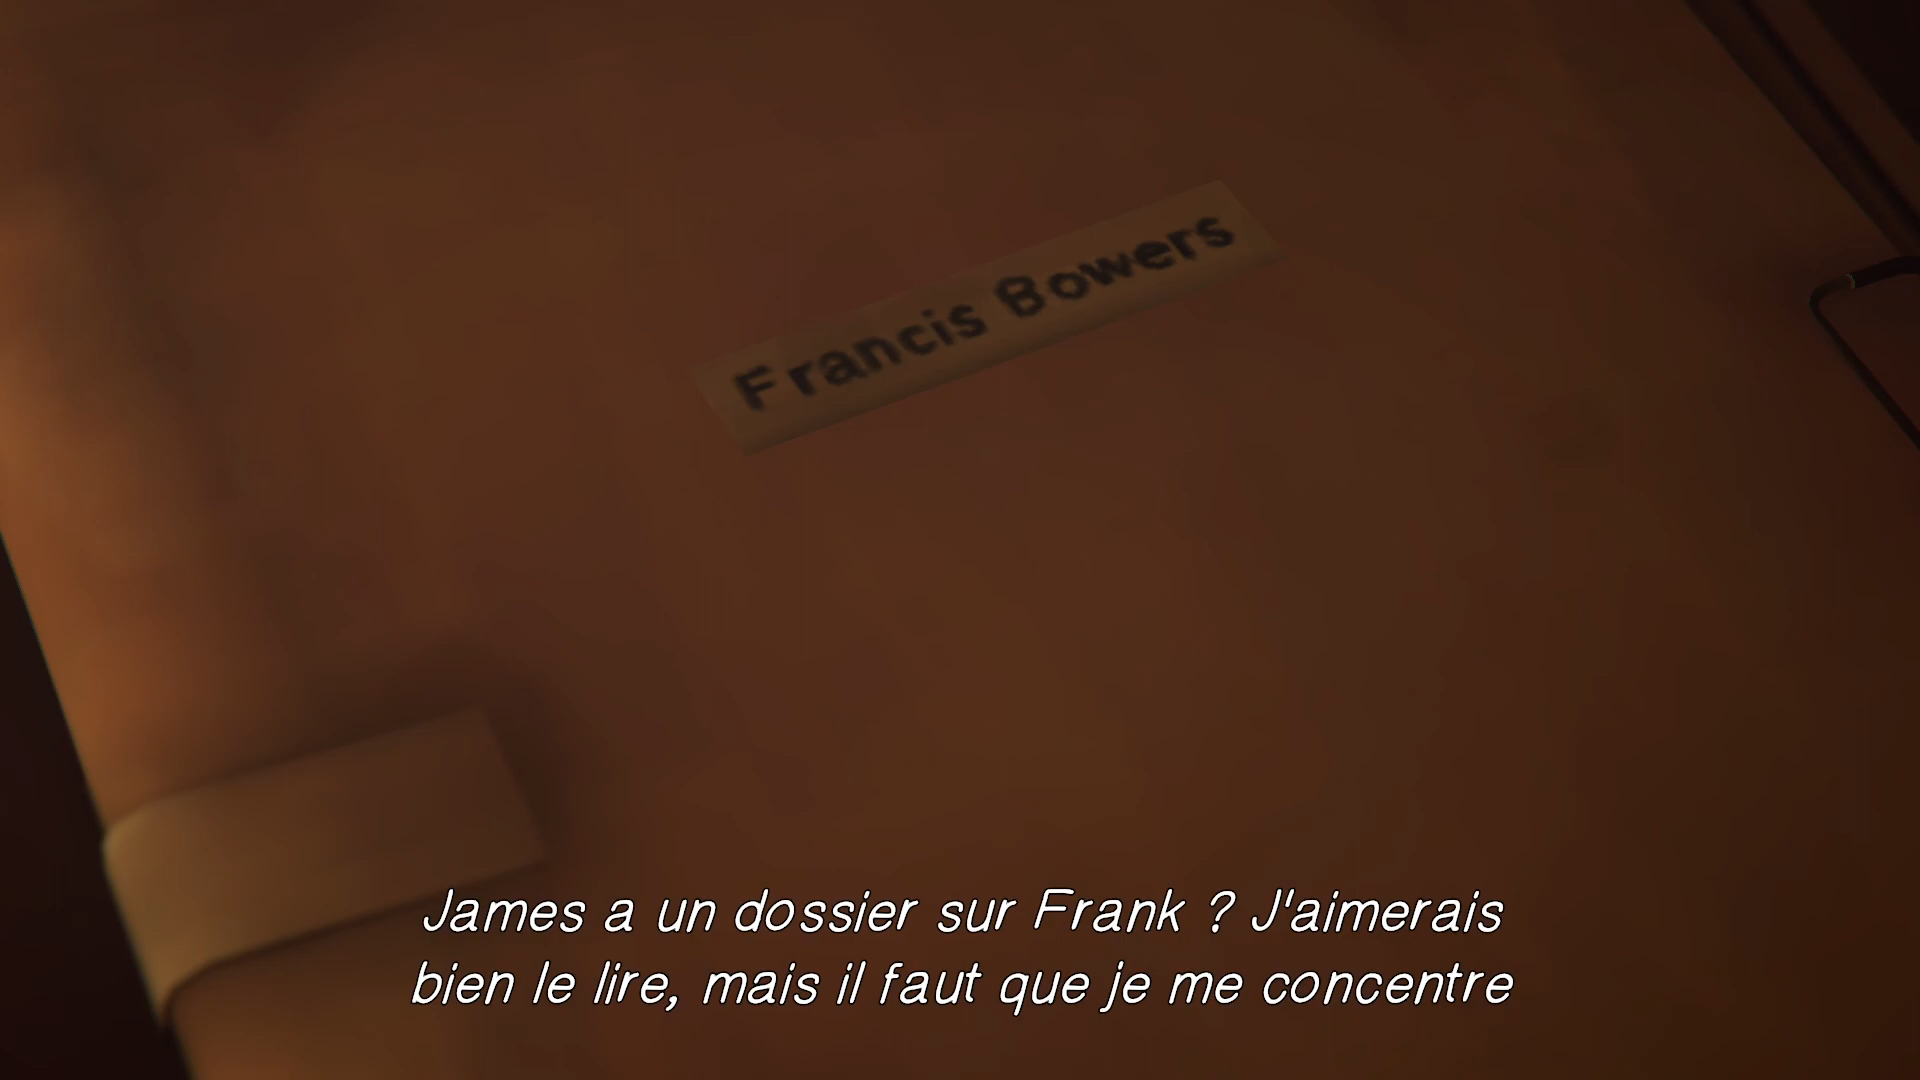 Francis Bowers
James a un dossier sur Frank ? J'aimerais
bien le lire, mais il faut que je me concentre